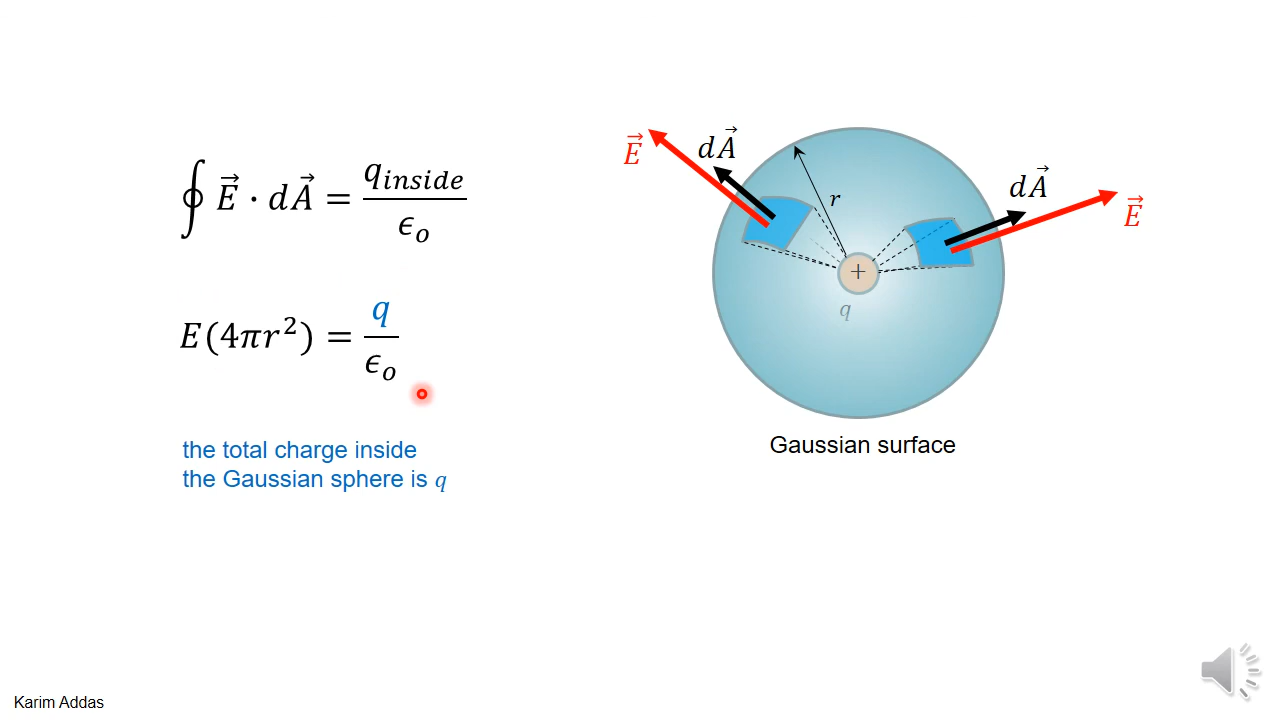 ∮ E⃗ · dA⃗ = q_inside / ϵ_o
E(4πr²) = q / ϵ_o
the total charge inside
the Gaussian sphere is q
E⃗
dA⃗
r
dA⃗
E⃗
+
q
Gaussian surface
Karim Addas